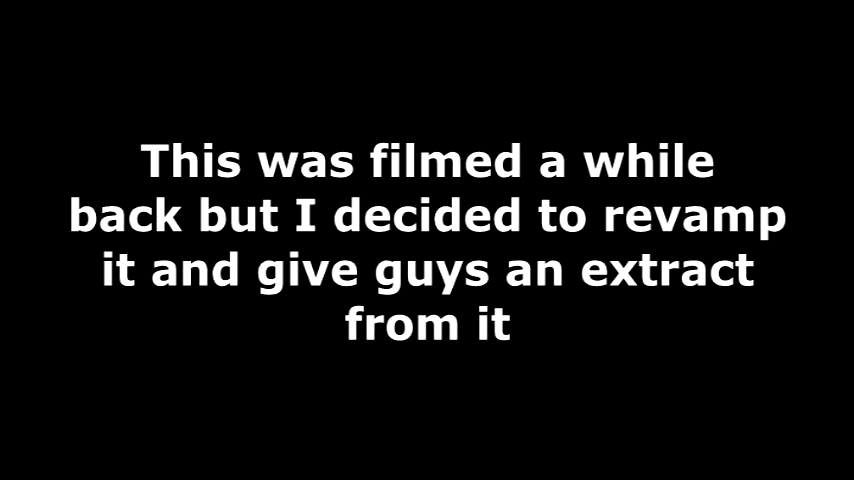 This was filmed a while
back but I decided to revamp
it and give guys an extract
from it